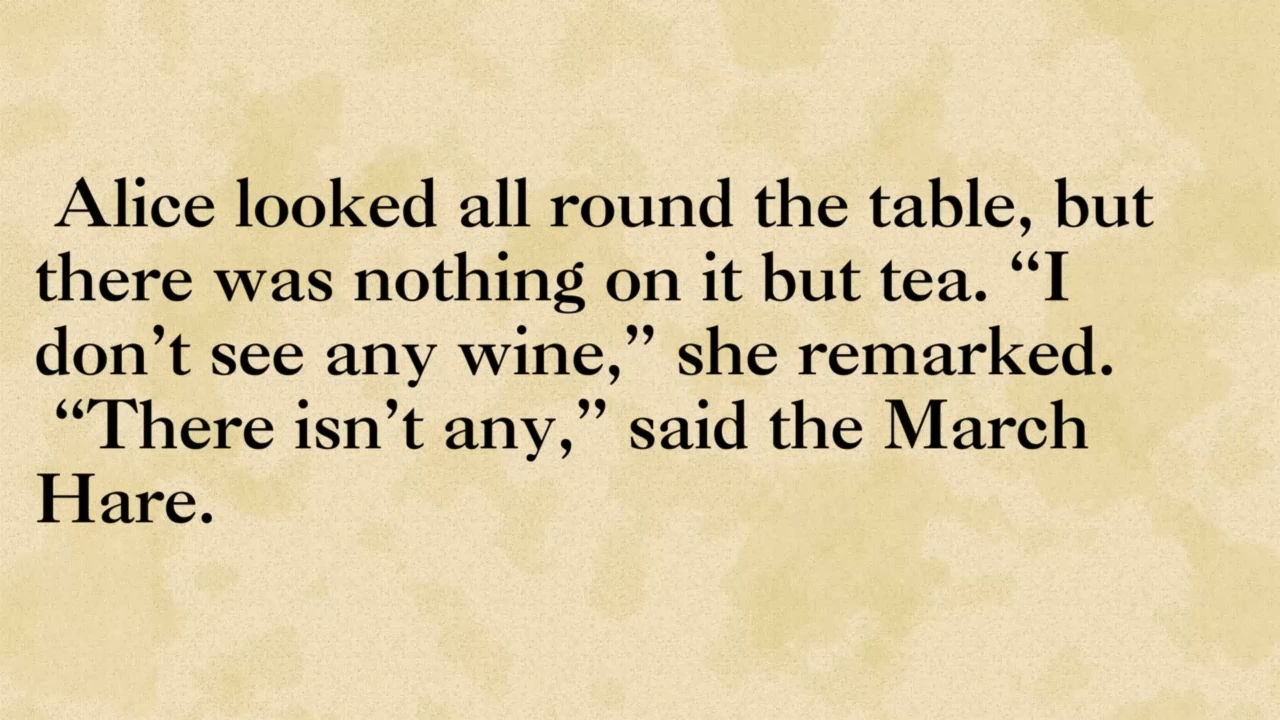 Alice looked all round the table, but
there was nothing on it but tea. “I
don’t see any wine,” she remarked.
“There isn’t any,” said the March
Hare.